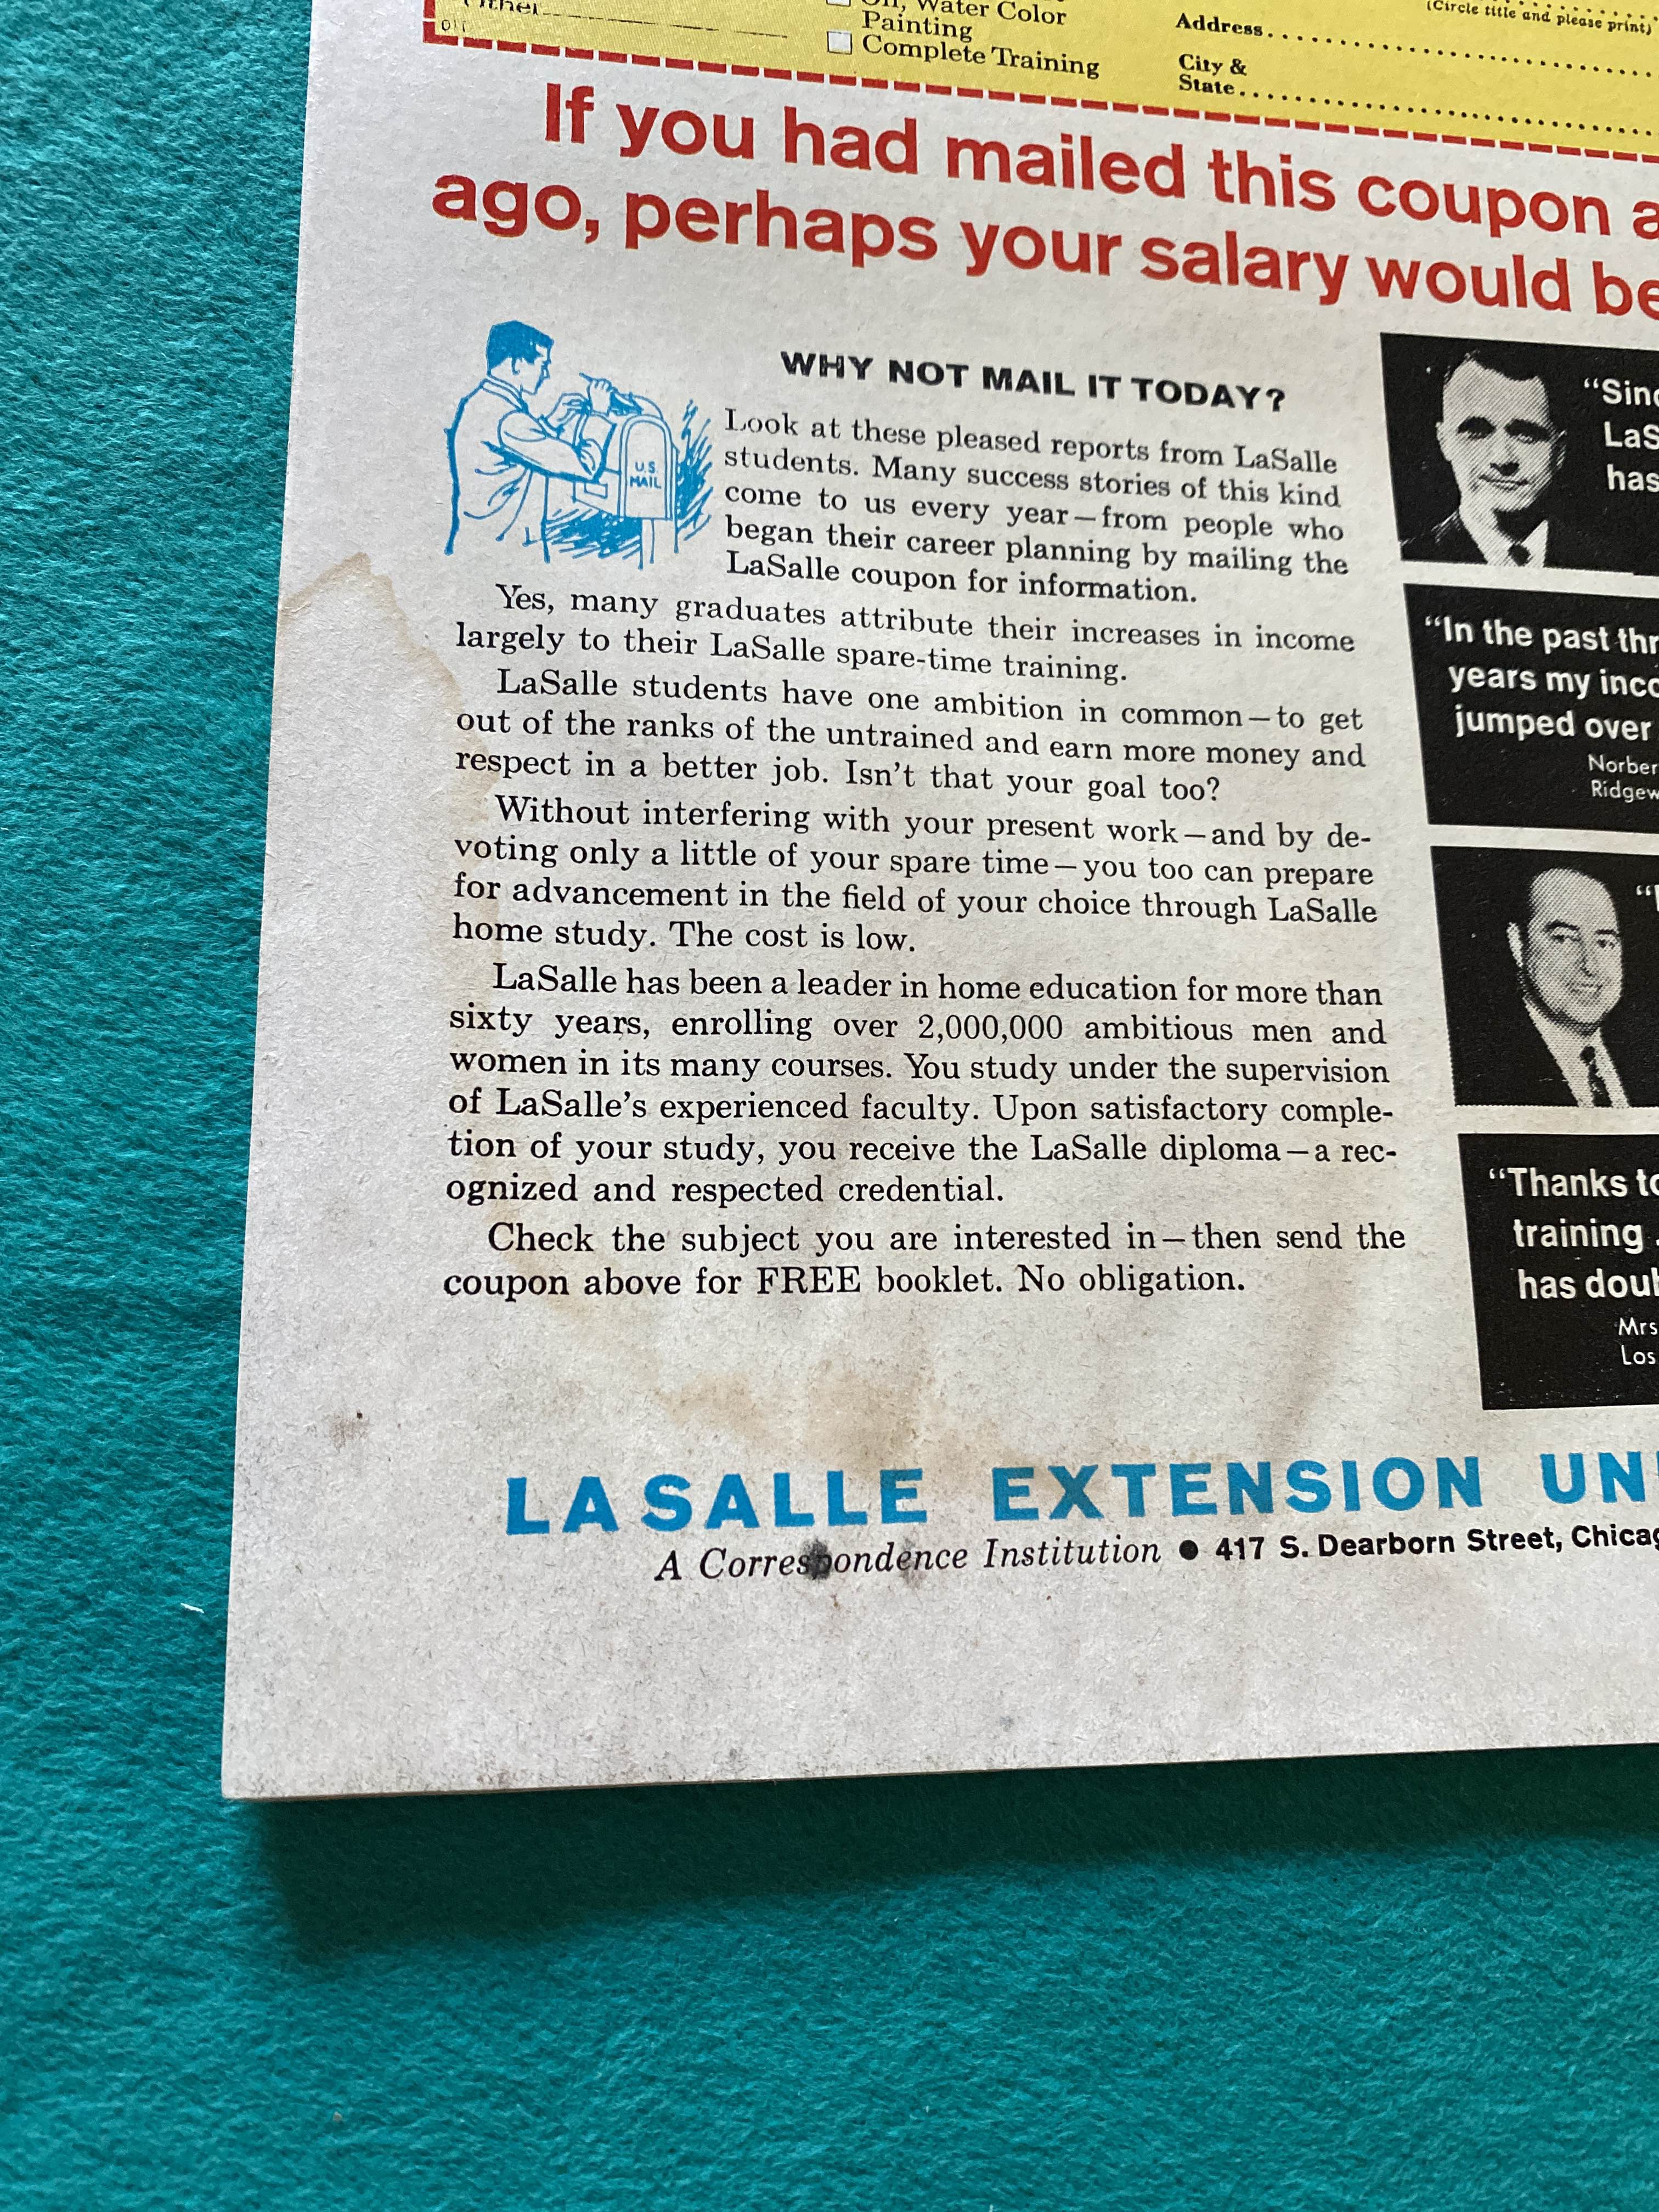 Other
Oil, Water Color
Painting
Complete Training
(Circle title and please print)
Address
City &
State
If you had mailed this coupon a
ago, perhaps your salary would be
U.S.
MAIL
WHY NOT MAIL IT TODAY?
Look at these pleased reports from LaSalle
students. Many success stories of this kind
come to us every year—from people who
began their career planning by mailing the
LaSalle coupon for information.
Yes, many graduates attribute their increases in income
largely to their LaSalle spare-time training.
LaSalle students have one ambition in common—to get
out of the ranks of the untrained and earn more money and
respect in a better job. Isn't that your goal too?
Without interfering with your present work—and by de-
voting only a little of your spare time—you too can prepare
for advancement in the field of your choice through LaSalle
home study. The cost is low.
LaSalle has been a leader in home education for more than
sixty years, enrolling over 2,000,000 ambitious men and
women in its many courses. You study under the supervision
of LaSalle's experienced faculty. Upon satisfactory comple-
tion of your study, you receive the LaSalle diploma—a rec-
ognized and respected credential.
Check the subject you are interested in—then send the
coupon above for FREE booklet. No obligation.
"Sinc
LaS
has
"In the past thr
years my inco
jumped over
Norber
Ridgew
"Thanks to
training
has doub
Mrs
Los
LASALLE EXTENSION UNI
A Correspondence Institution ● 417 S. Dearborn Street, Chicag